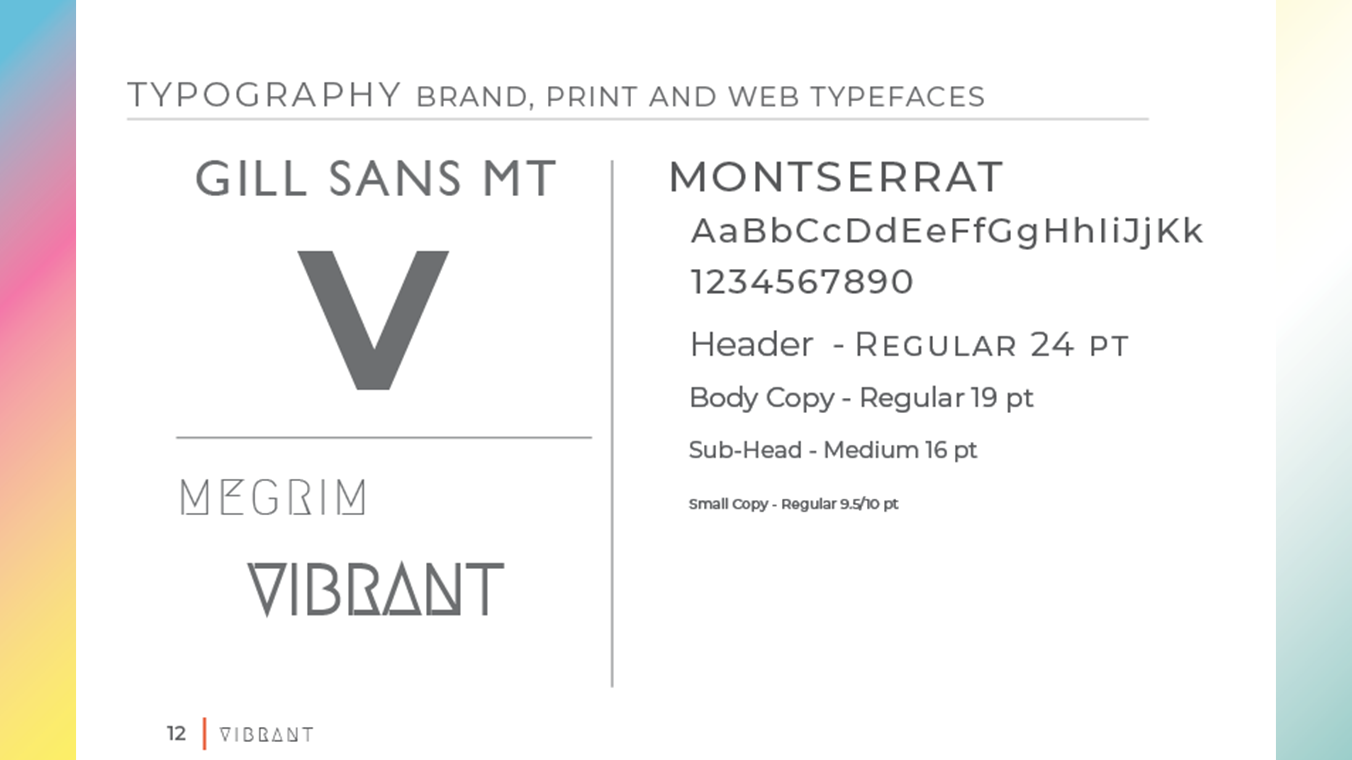 TYPOGRAPHY BRAND, PRINT AND WEB TYPEFACES
GILL SANS MT
V
MEGRIM
VIBRANT
MONTSERRAT
AaBbCcDdEeFfGgHhIiJjKk
1234567890
Header - REGULAR 24 PT
Body Copy - Regular 19 pt
Sub-Head - Medium 16 pt
Small Copy - Regular 9.5/10 pt
12 VIBRANT